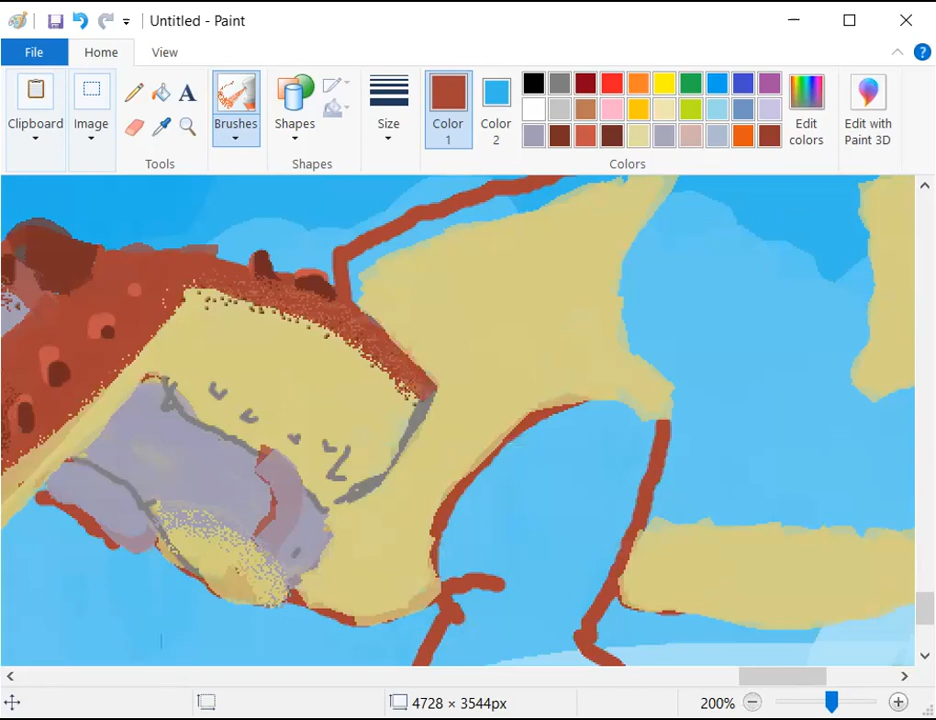 Untitled - Paint
File Home View
Clipboard Image Tools Brushes Shapes Shapes Size Color 1 Color 2 Edit colors Colors Edit with Paint 3D
4728 × 3544px 200%